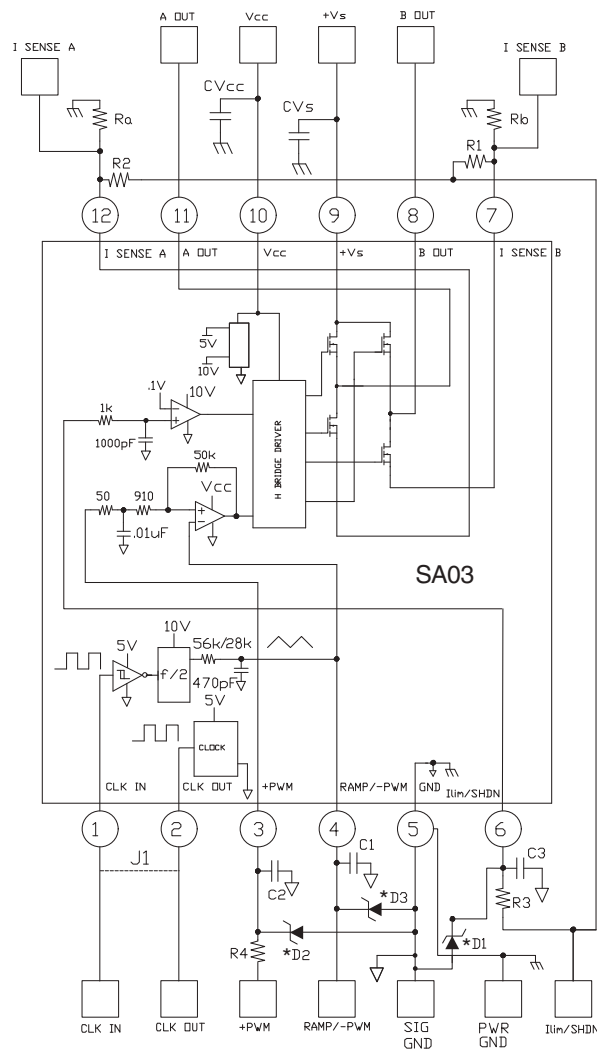 I SENSE A
A OUT
Vcc
+Vs
B OUT
I SENSE B
CVcc
CVs
Ra
Rb
R2
R1
12
11
10
9
8
7
I SENSE A
A OUT
Vcc
+Vs
B OUT
I SENSE B
5V
10V
.1V
10V
1k
1000pF
H BRIDGE DRIVER
50k
50
910
Vcc
.01uF
SA03
10V
5V
56k/28k
f/2
470pF
5V
CLOCK
CLK IN
CLK OUT
+PWM
RAMP/-PWM
GND
Ilim/SHDN
1
2
3
4
5
6
J1
C1
C2
C3
*D3
R3
R4
*D2
*D1
CLK IN
CLK OUT
+PWM
RAMP/-PWM
SIG
GND
PWR
GND
Ilim/SHDN